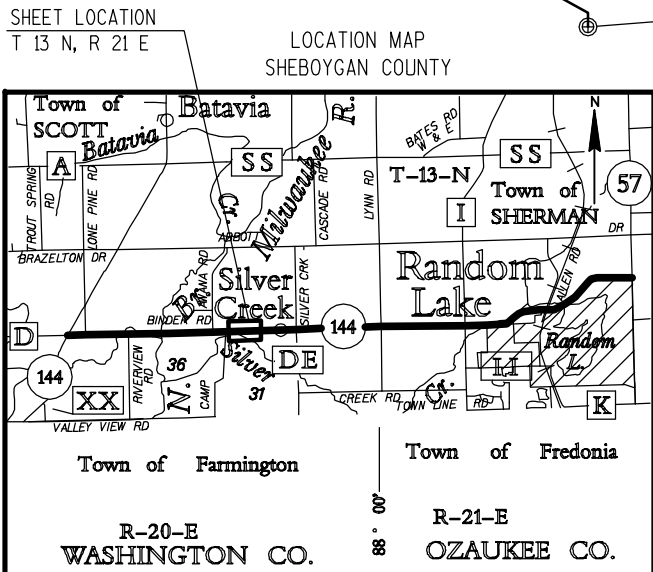 SHEET LOCATION
T 13 N, R 21 E
LOCATION MAP
SHEBOYGAN COUNTY
Town of
SCOTT
Batavia
Batavia
A
SS
Milwaukee
R.
BATES RD
W & E
SS
N
T-13-N
57
Town of
SHERMAN
I
TROUT SPRING
RD
LONE PINE RD
Cr.
CASCADE RD
LYNN RD
DR
ABBOT
BRAZELTON DR
Random
Lake
ALLEN RD
Silver
Creek
SILVER CRK
Br.
BINDER RD
D
144
Random
L.
144
36
Silver
31
DE
LL
XX
RIVERVIEW
RD
N.
CAMP
CREEK RD
TOWN LINE
RD
Cr.
K
VALLEY VIEW RD
Town of Farmington
Town of Fredonia
88° 00'
R-20-E
WASHINGTON CO.
R-21-E
OZAUKEE CO.